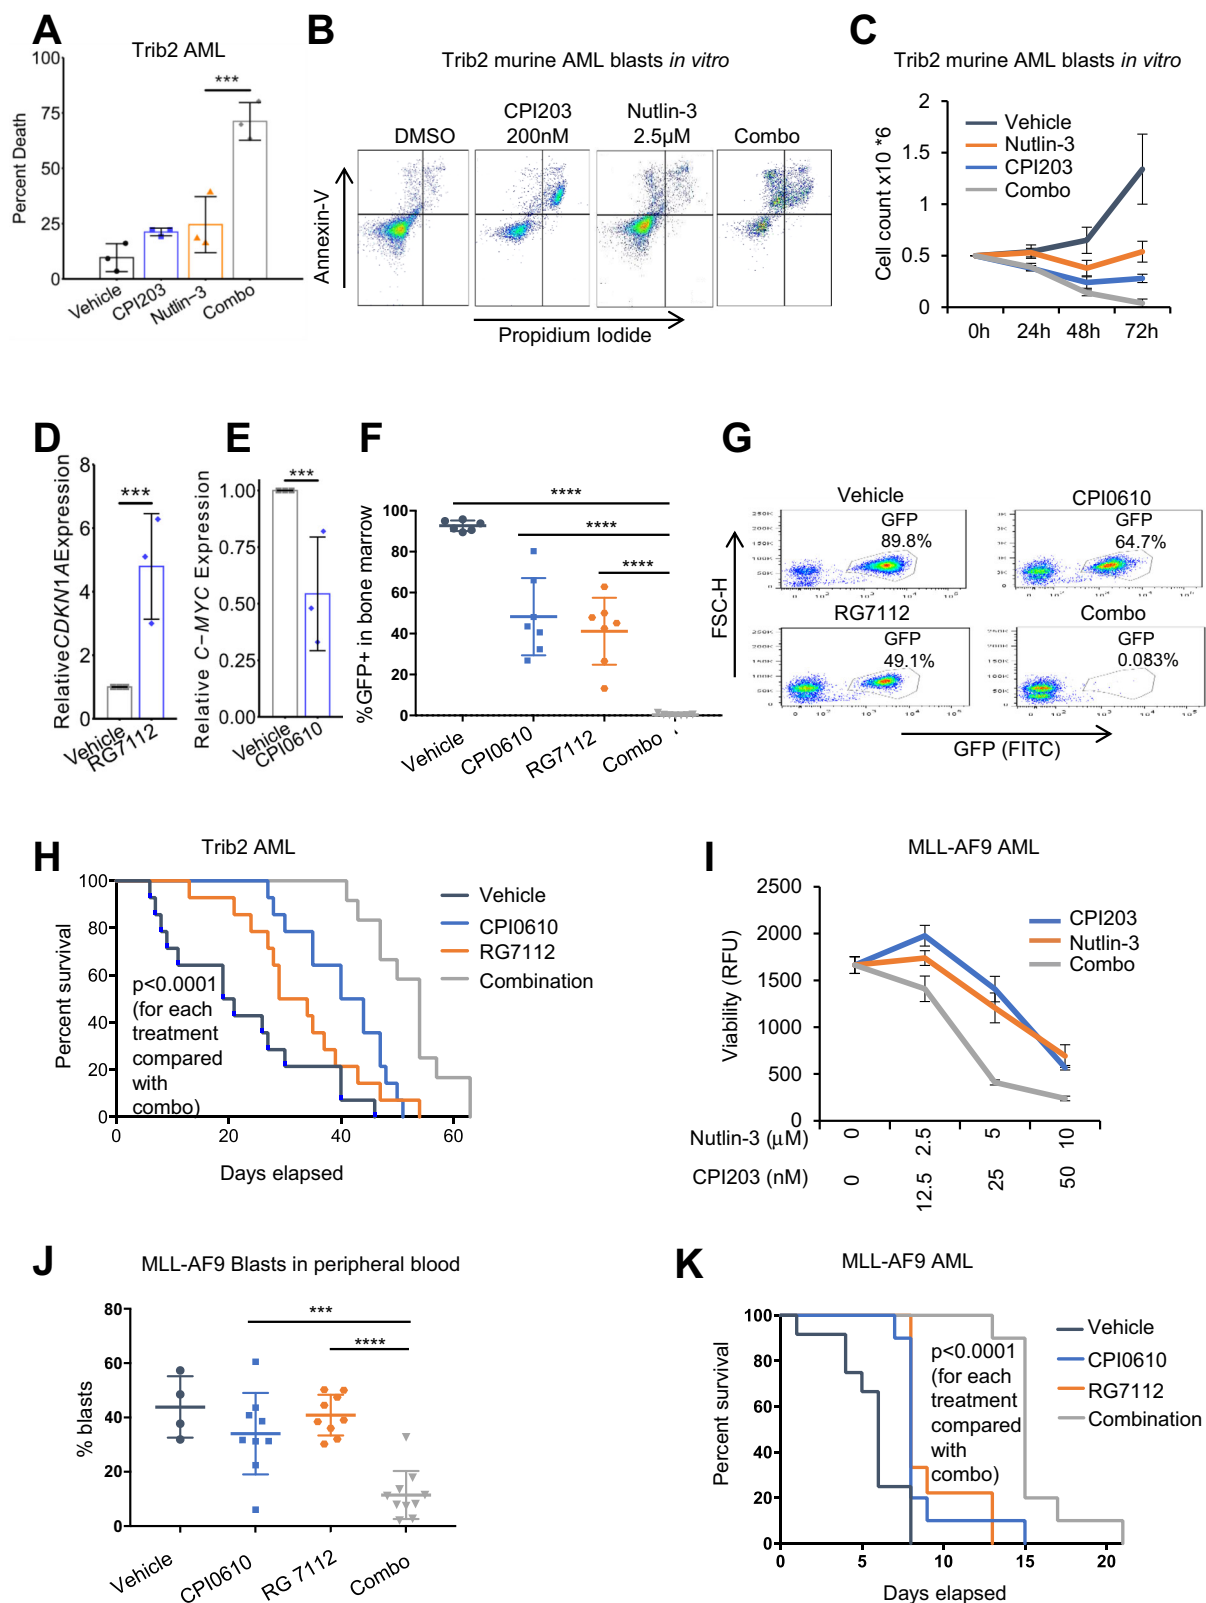 A
Trib2 AML
Percent Death
100
75
50
25
0
***
Vehicle
CPI203
Nutlin-3
Combo
B
Trib2 murine AML blasts in vitro
DMSO
CPI203
200nM
Nutlin-3
2.5µM
Combo
Annexin-V
Propidium Iodide
C
Trib2 murine AML blasts in vitro
Cell count x10 *6
2
1.5
1
0.5
0
Vehicle
Nutlin-3
CPI203
Combo
0h 24h 48h 72h
D
Relative CDKN1A Expression
8
6
4
2
0
***
Vehicle
RG7112
E
Relative C-MYC Expression
1.00
0.75
0.50
0.25
0.00
***
Vehicle
CPI0610
F
%GFP+ in bone marrow
100
80
60
40
20
0
****
****
****
Vehicle
CPI0610
RG7112
Combo
G
FSC-H
Vehicle
GFP
89.8%
CPI0610
GFP
64.7%
RG7112
GFP
49.1%
Combo
GFP
0.083%
GFP (FITC)
H
Trib2 AML
Percent survival
100
80
60
40
20
0
p<0.0001
(for each
treatment
compared
with
combo)
Vehicle
CPI0610
RG7112
Combination
0 20 40 60
Days elapsed
I
MLL-AF9 AML
Viability (RFU)
2500
2000
1500
1000
500
0
CPI203
Nutlin-3
Combo
Nutlin-3 (µM) 0 2.5 5 10
CPI203 (nM) 0 12.5 25 50
J
MLL-AF9 Blasts in peripheral blood
% blasts
80
60
40
20
0
***
****
Vehicle
CPI0610
RG 7112
Combo
K
MLL-AF9 AML
Percent survival
100
80
60
40
20
0
p<0.0001
(for each
treatment
compared
with
combo)
Vehicle
CPI0610
RG7112
Combination
0 5 10 15 20
Days elapsed